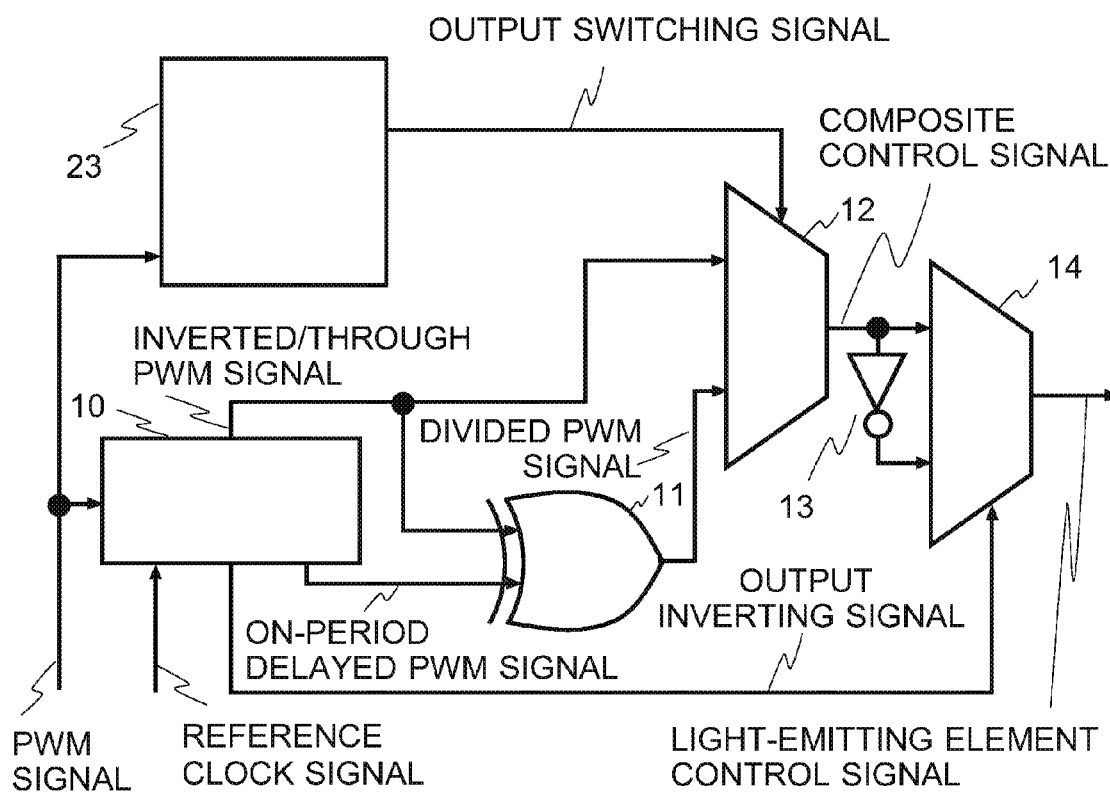 OUTPUT SWITCHING SIGNAL
23
COMPOSITE
CONTROL SIGNAL
12
14
INVERTED/THROUGH
PWM SIGNAL
10
DIVIDED PWM
SIGNAL
11
13
ON-PERIOD
DELAYED PWM SIGNAL
OUTPUT
INVERTING SIGNAL
PWM
SIGNAL
REFERENCE
CLOCK SIGNAL
LIGHT-EMITTING ELEMENT
CONTROL SIGNAL